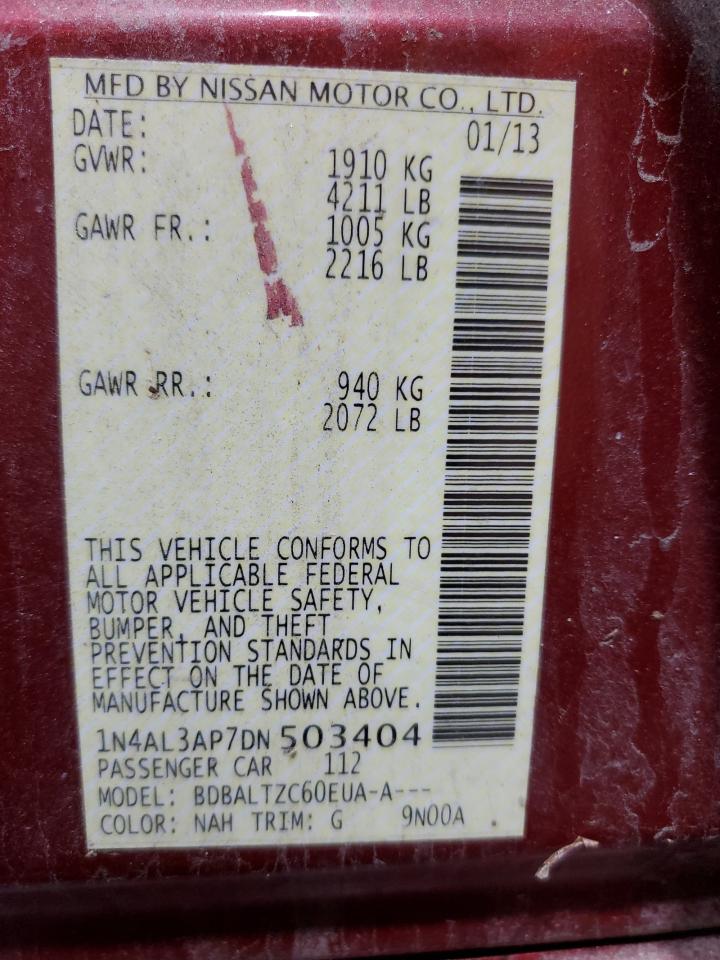 MFD BY NISSAN MOTOR CO., LTD.
DATE: 01/13
GVWR: 1910 KG
4211 LB
GAWR FR.: 1005 KG
2216 LB
GAWR RR.: 940 KG
2072 LB
THIS VEHICLE CONFORMS TO
ALL APPLICABLE FEDERAL
MOTOR VEHICLE SAFETY,
BUMPER, AND THEFT
PREVENTION STANDARDS IN
EFFECT ON THE DATE OF
MANUFACTURE SHOWN ABOVE.
1N4AL3AP7DN 503404
PASSENGER CAR 112
MODEL: BDBALTZC60EUA-A---
COLOR: NAH TRIM: G 9N00A